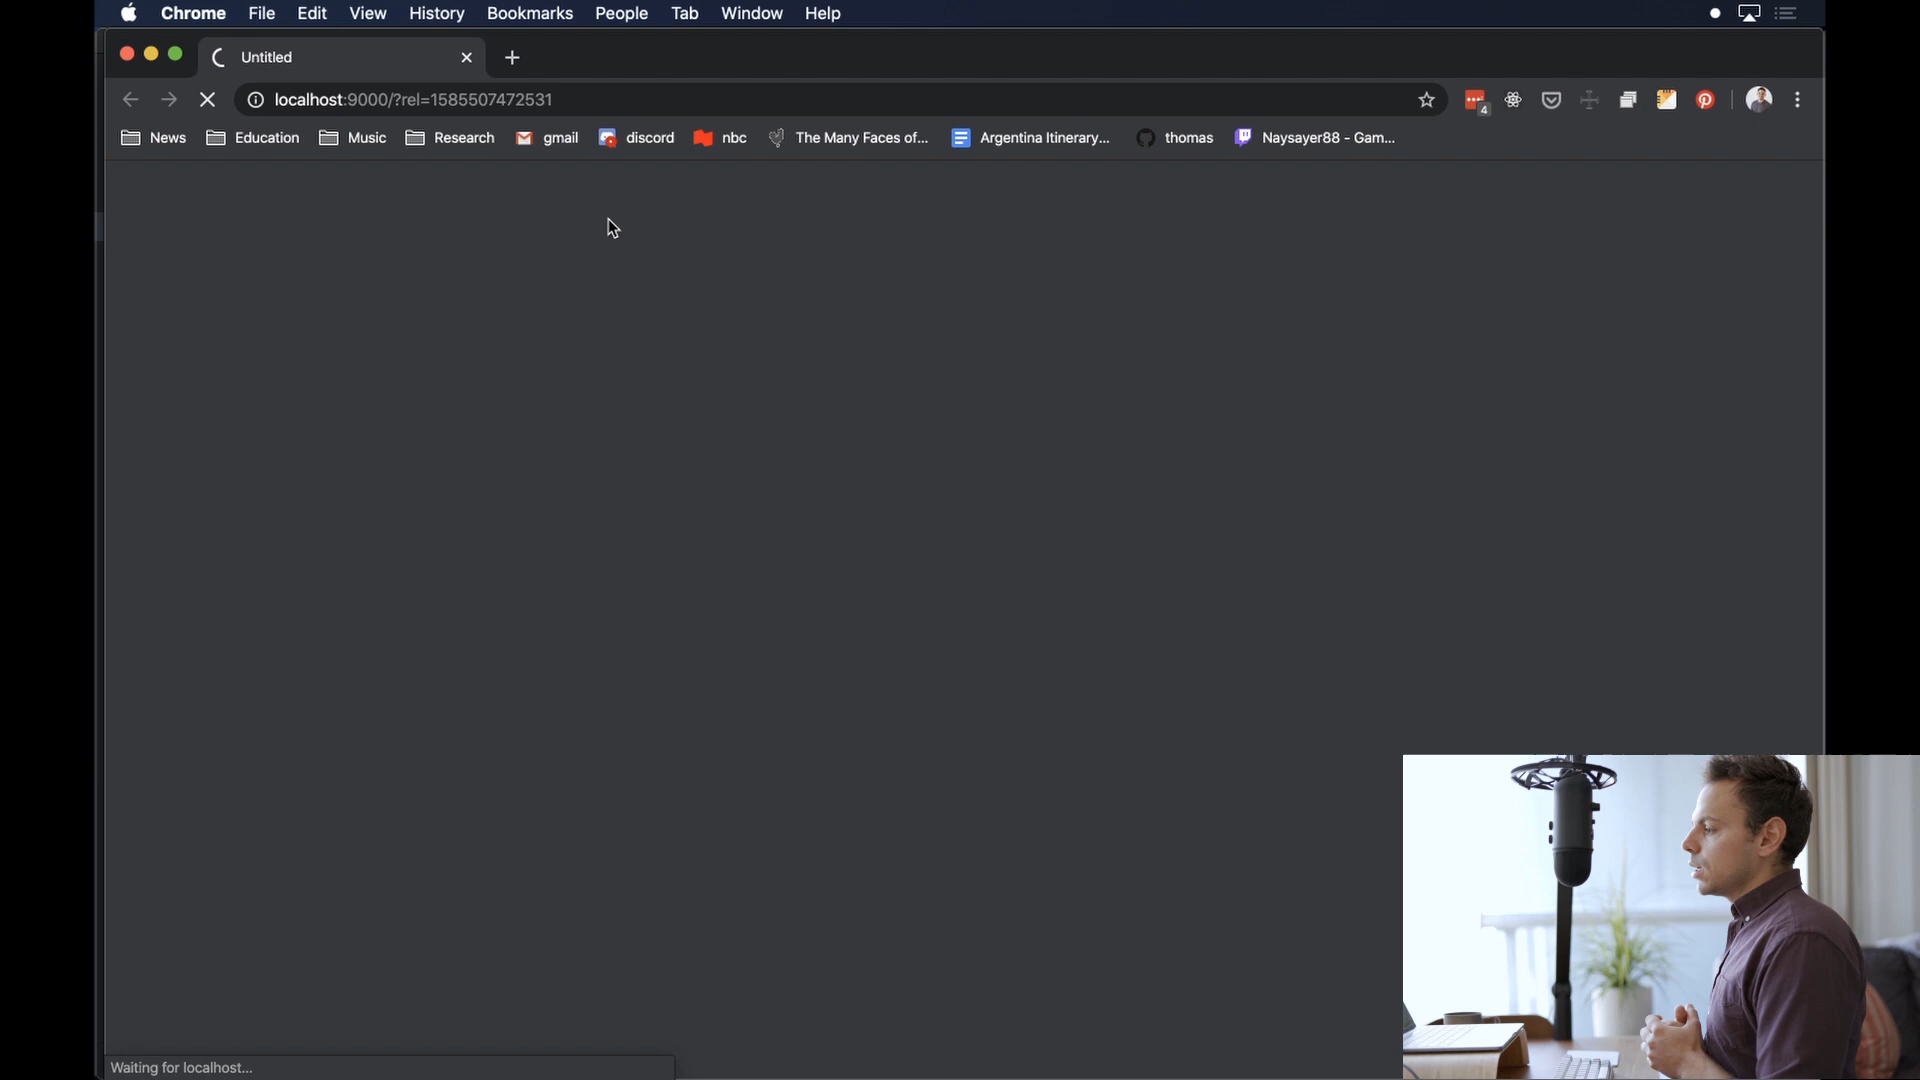 Chrome File Edit View History Bookmarks People Tab Window Help
Untitled
localhost:9000/?rel=1585507472531
4
News Education Music Research gmail discord nbc The Many Faces of... Argentina Itinerary... thomas Naysayer88 - Gam...
Waiting for localhost...